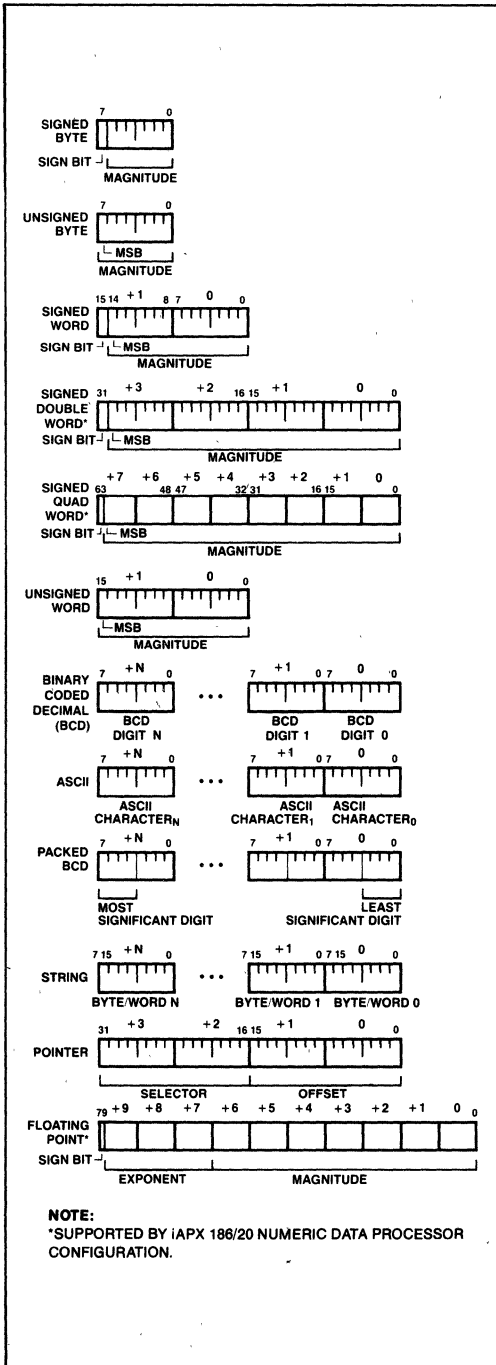 7 0
SIGNED
BYTE
SIGN BIT
MAGNITUDE
7 0
UNSIGNED
BYTE
MSB
MAGNITUDE
15 14 +1 8 7 0 0
SIGNED
WORD
SIGN BIT MSB
MAGNITUDE
31 +3 +2 16 15 +1 0 0
SIGNED
DOUBLE
WORD*
SIGN BIT MSB
MAGNITUDE
+7 +6 +5 +4 +3 +2 +1 0
63 48 47 32 31 16 15 0
SIGNED
QUAD
WORD*
SIGN BIT MSB
MAGNITUDE
15 +1 0 0
UNSIGNED
WORD
MSB
MAGNITUDE
7 +N 0 7 +1 0 7 0 0
BINARY
CODED
DECIMAL
(BCD)
• • •
BCD BCD BCD
DIGIT N DIGIT 1 DIGIT 0
7 +N 0 7 +1 0 7 0 0
ASCII • • •
ASCII ASCII ASCII
CHARACTERN CHARACTER1 CHARACTER0
7 +N 0 7 +1 0 7 0 0
PACKED
BCD
• • •
MOST LEAST
SIGNIFICANT DIGIT SIGNIFICANT DIGIT
7 15 +N 0 7 15 +1 0 7 15 0 0
STRING • • •
BYTE/WORD N BYTE/WORD 1 BYTE/WORD 0
31 +3 +2 16 15 +1 0 0
POINTER
SELECTOR OFFSET
79 +9 +8 +7 +6 +5 +4 +3 +2 +1 0 0
FLOATING
POINT*
SIGN BIT
EXPONENT MAGNITUDE
NOTE:
*SUPPORTED BY iAPX 186/20 NUMERIC DATA PROCESSOR
CONFIGURATION.